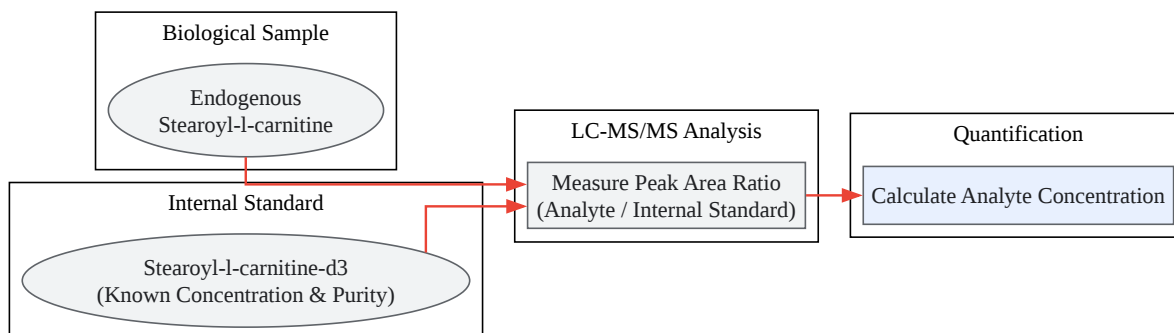 Biological Sample
Endogenous
Stearoyl-l-carnitine
Internal Standard
Stearoyl-l-carnitine-d3
(Known Concentration & Purity)
LC-MS/MS Analysis
Measure Peak Area Ratio
(Analyte / Internal Standard)
Quantification
Calculate Analyte Concentration